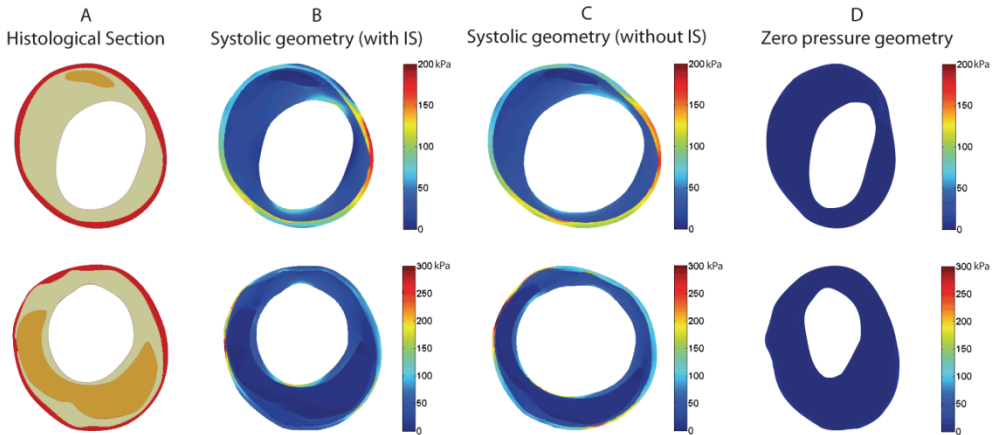 A
Histological Section
B
Systolic geometry (with IS)
C
Systolic geometry (without IS)
D
Zero pressure geometry
200 kPa
150
100
50
0
200 kPa
150
100
50
0
200 kPa
150
100
50
0
300 kPa
250
200
150
100
50
0
300 kPa
250
200
150
100
50
0
300 kPa
250
200
150
100
50
0